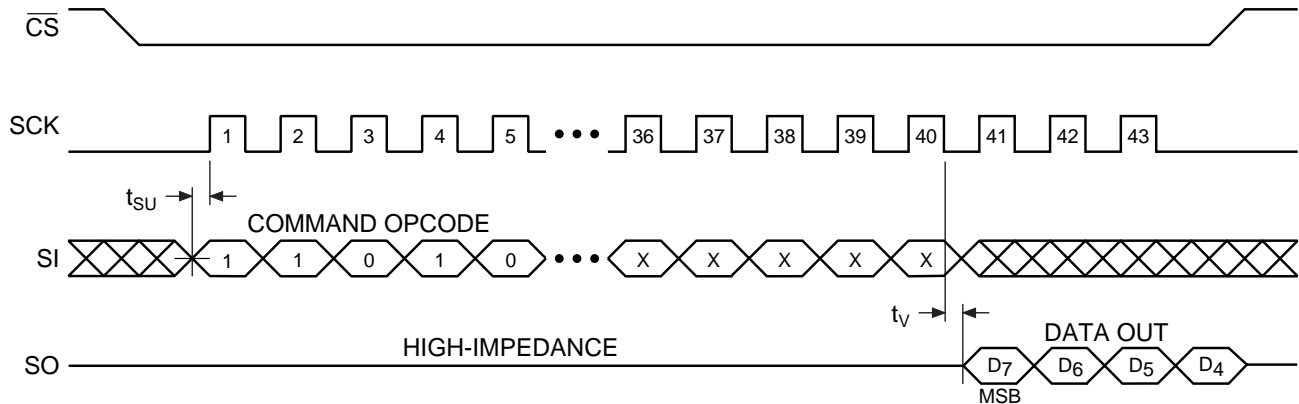 CS
SCK 1 2 3 4 5 ••• 36 37 38 39 40 41 42 43
tSU
COMMAND OPCODE
SI 1 1 0 1 0 ••• X X X X X
tV
HIGH-IMPEDANCE DATA OUT
SO D7 D6 D5 D4
MSB